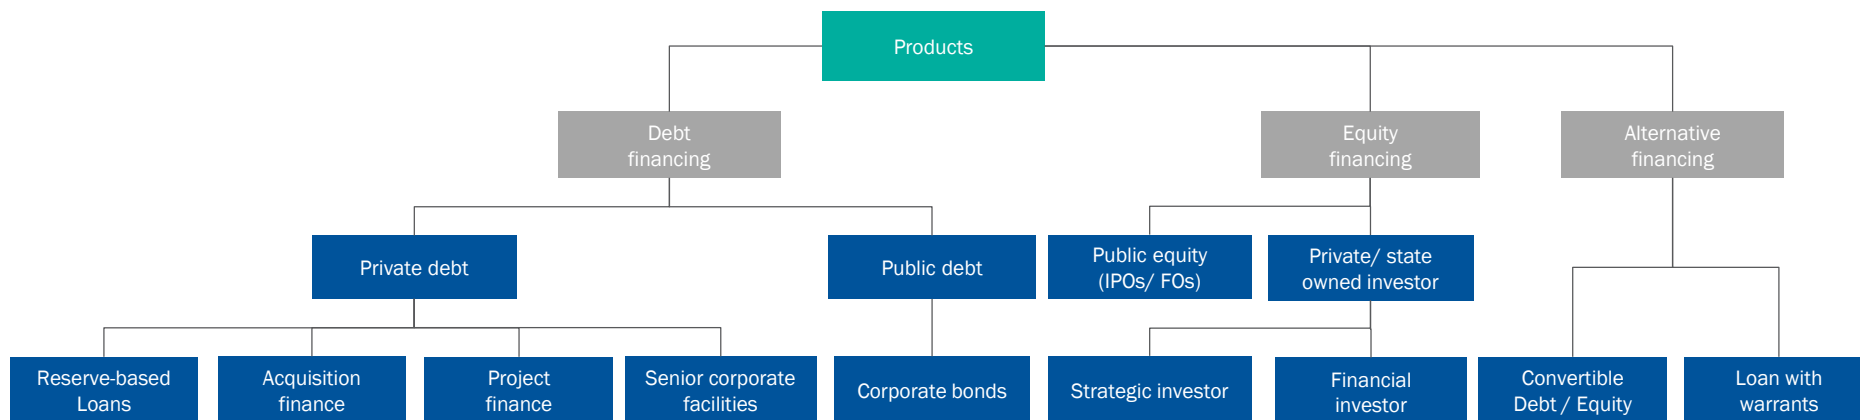 Products
Debt
financing
Equity
financing
Alternative
financing
Private debt
Public debt
Public equity
(IPOs/ FOs)
Private/ state
owned investor
Reserve-based
Loans
Acquisition
finance
Project
finance
Senior corporate
facilities
Corporate bonds
Strategic investor
Financial
investor
Convertible
Debt / Equity
Loan with
warrants